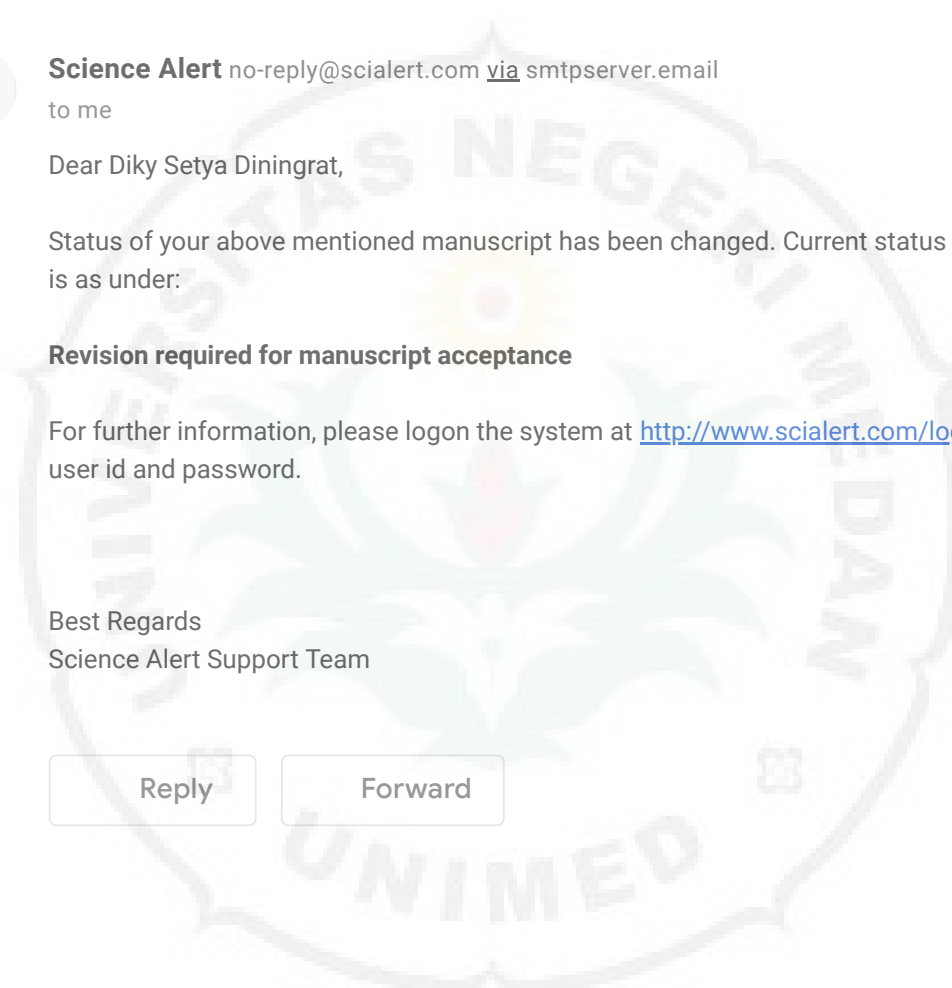 Science Alert no-reply@scialert.com via smtpserver.email
to me
Dear Diky Setya Diningrat,
Status of your above mentioned manuscript has been changed. Current status
is as under:
Revision required for manuscript acceptance
For further information, please logon the system at http://www.scialert.com/lo
user id and password.
Best Regards
Science Alert Support Team
Reply Forward
UNIVERSITAS NEGERI MEDAN
UNIMED